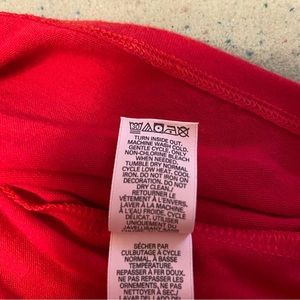 TURN INSIDE OUT.
MACHINE WASH COLD,
GENTLE CYCLE. ONLY
NON-CHLORINE BLEACH
WHEN NEEDED.
TUMBLE DRY NORMAL
CYCLE LOW HEAT, COOL
IRON. DO NOT IRON ON
DO NOT
DRY CLEAN./
RETOURNER LE
VÊTEMENT À L'ENVERS.
LAVER À LA MACHINE
À L'EAU FROIDE, CYCLE
DÉLICAT. UTILISER
SÉCHER PAR
CULBUTAGE À CYCLE
NORMAL, À BASSE
TEMPÉRATURE.
REPASSER À FER DOUX.
NE PAS REPASSER
NE PAS
NETTOYER À
SEC./